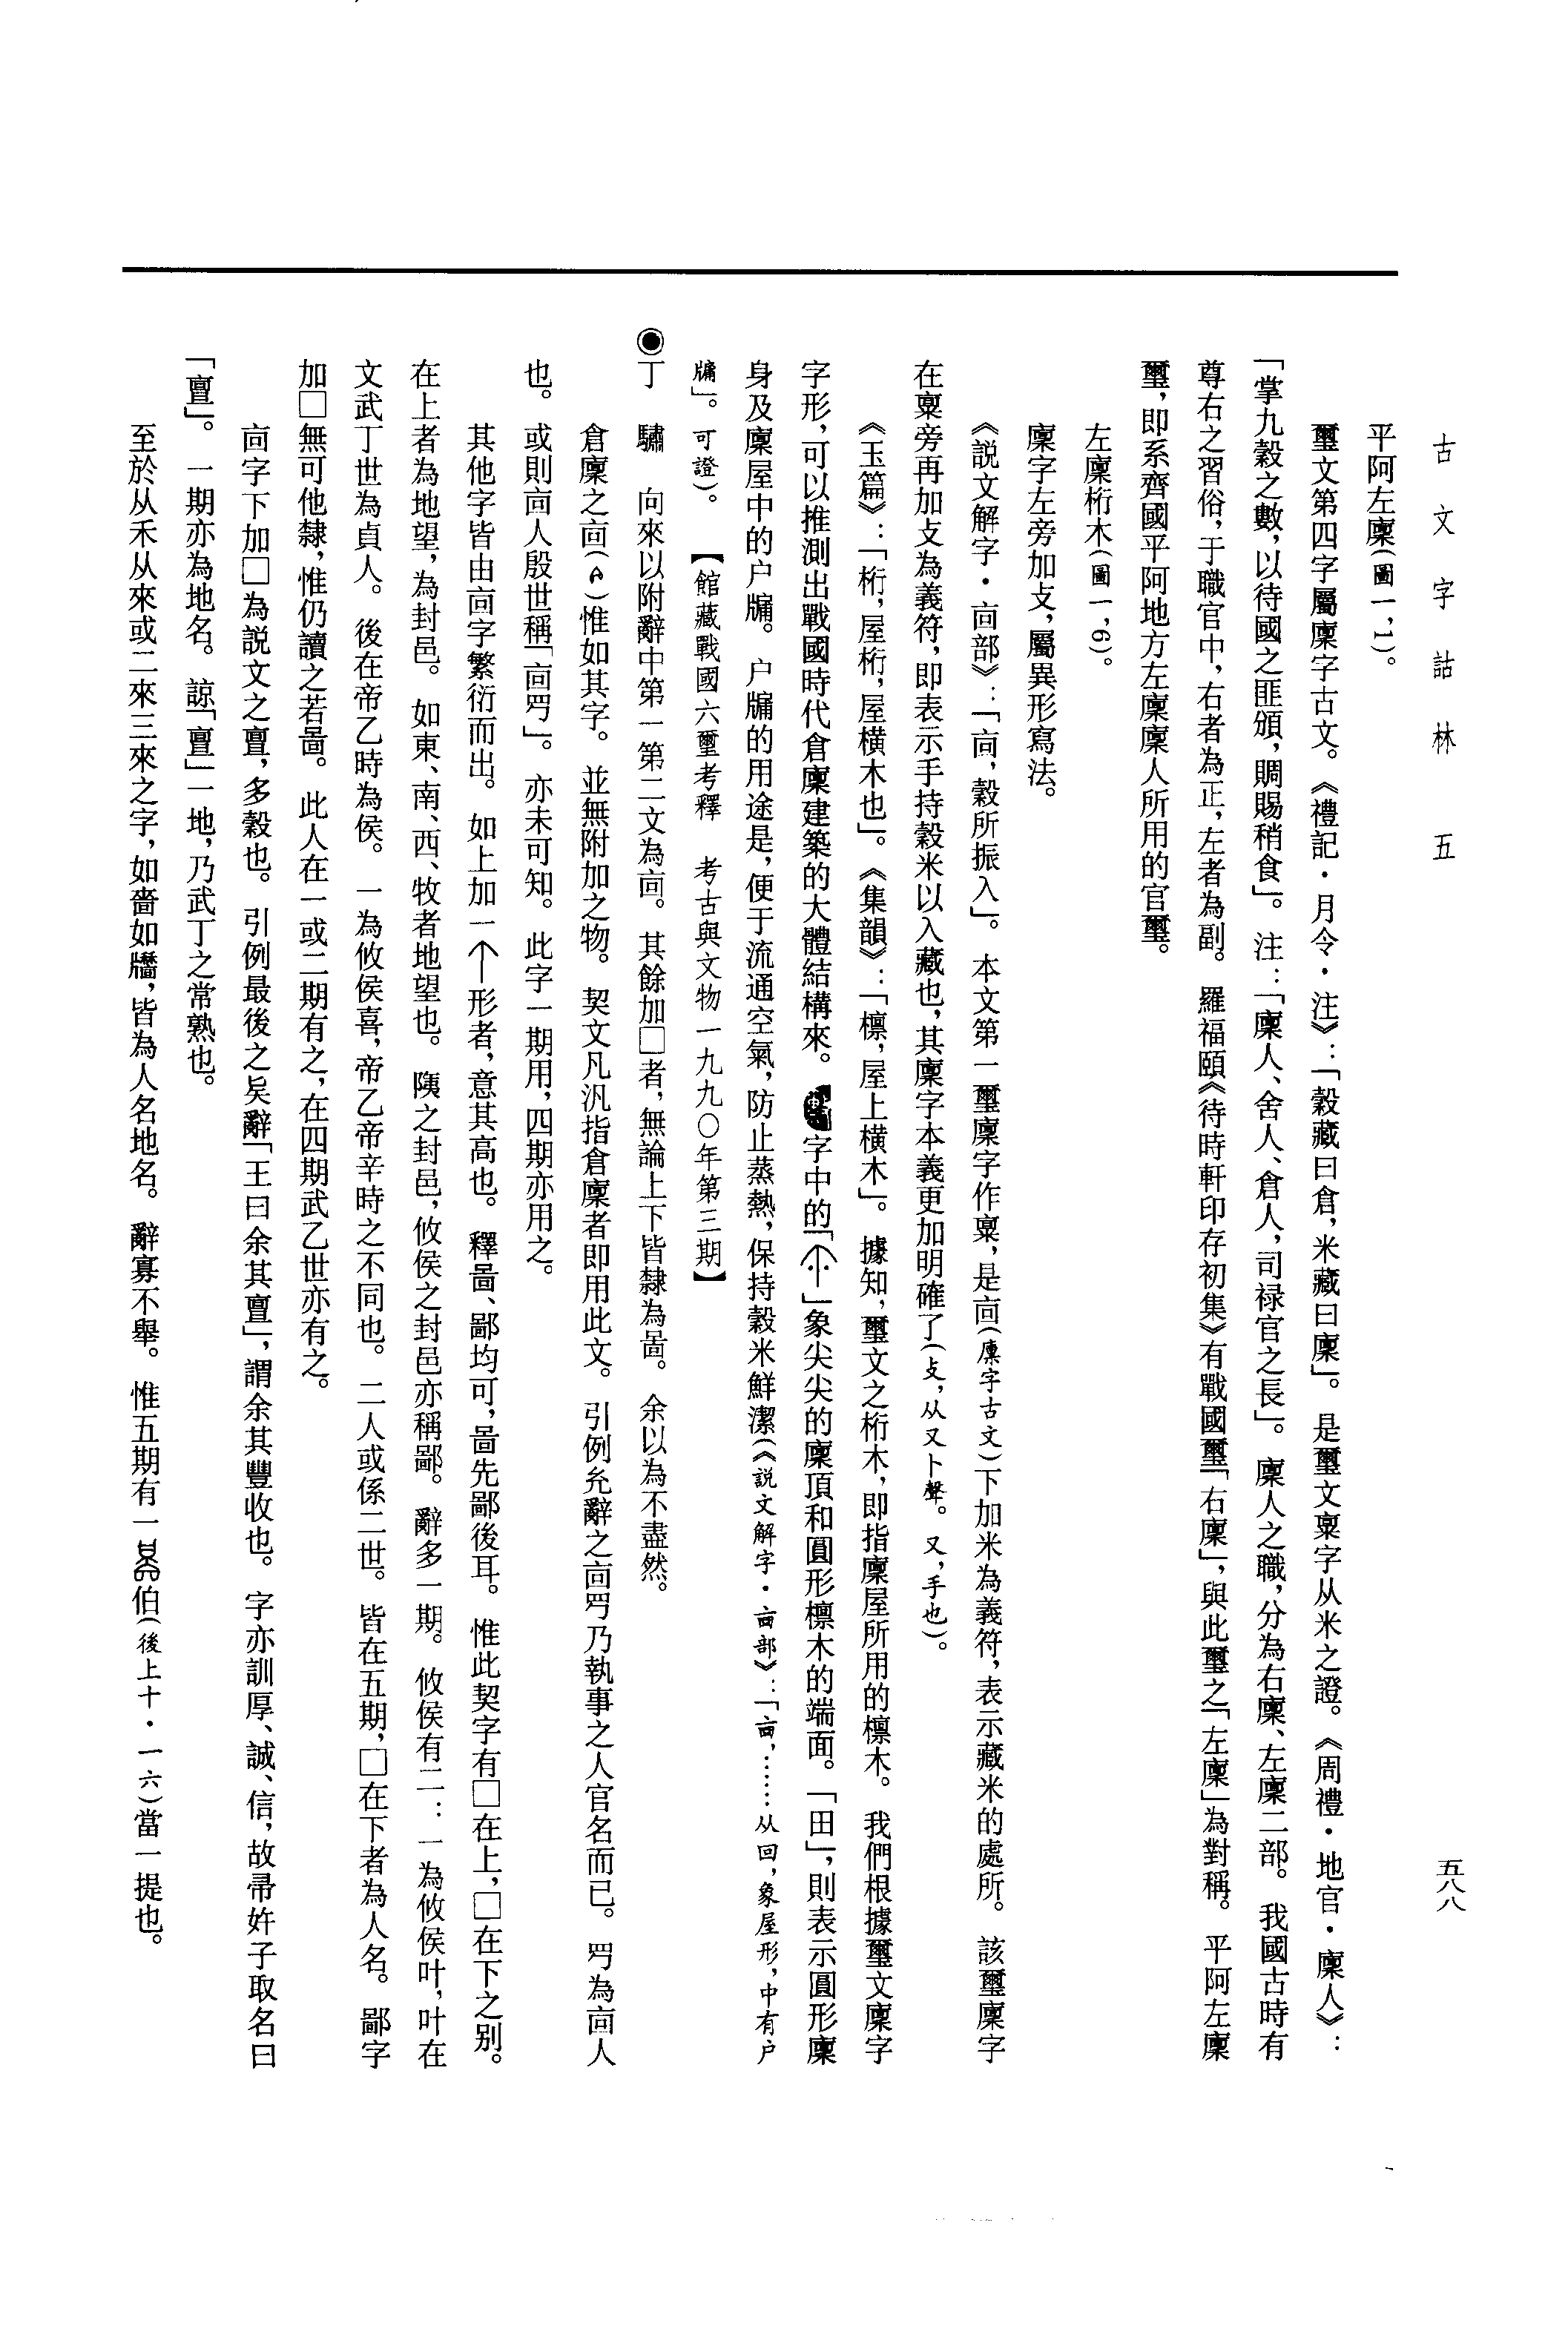 古文字詁林　五
五八八
平阿左廩(圖一,1)。
璽文第四字屬廩字古文。《禮記·月令·注》:「穀藏曰倉,米藏曰廩」。是璽文稟字从米之證。《周禮·地官·廩人》:
「掌九穀之數,以待國之匪頒,賙賜稍食」。注:「廩人、舍人、倉人,司禄官之長」。廩人之職,分為右廩、左廩二部。我國古時有
尊右之習俗,于職官中,右者為正,左者為副。羅福頤《待時軒印存初集》有戰國璽「右廩」,與此璽之「左廩」為對稱。平阿左廩
璽,即系齊國平阿地方左廩廩人所用的官璽。
左廩桁木(圖一,6)。
廩字左旁加攴,屬異形寫法。
《説文解字·㐭部》:「㐭,穀所振入」。本文第一璽廩字作稟,是㐭(廩字古文)下加米為義符,表示藏米的處所。該璽廩字
在稟旁再加攴為義符,即表示手持穀米以入藏也,其廩字本義更加明確了(攴,从又卜聲。又,手也)。
《玉篇》:「桁,屋桁,屋横木也」。《集韻》:「檩,屋上横木」。據知,璽文之桁木,即指廩屋所用的檩木。我們根據璽文廩字
字形,可以推測出戰國時代倉廩建築的大體結構來。字中的「」象尖尖的廩頂和圓形檩木的端面。「田」,則表示圓形廩
身及廩屋中的户牖。户牖的用途是,便于流通空氣,防止蒸熱,保持穀米鮮潔(《説文解字·㐭部》:「㐭,……从回,象屋形,中有户
牖」。可證)。【館藏戰國六璽考釋　考古與文物一九九〇年第三期】
◉丁　驌　向來以附辭中第一第二文為㐭。其餘加囗者,無論上下皆隸為啚。余以為不盡然。
倉廩之㐭()惟如其字。並無附加之物。契文凡汎指倉廩者即用此文。引例允辭之㐭咢乃執事之人官名而已。咢為㐭人
也。或則㐭人殷世稱「㐭咢」。亦未可知。此字一期用,四期亦用之。
其他字皆由㐭字繁衍而出。如上加一形者,意其高也。釋啚、鄙均可,啚先鄙後耳。惟此契字有囗在上,囗在下之别。
在上者為地望,為封邑。如東、南、西、牧者地望也。𨺩之封邑,攸侯之封邑亦稱鄙。辭多一期。攸侯有二:一為攸侯叶,叶在
文武丁世為貞人。後在帝乙時為侯。一為攸侯喜,帝乙帝辛時之不同也。二人或係二世。皆在五期,囗在下者為人名。鄙字
加囗無可他隸,惟仍讀之若啚。此人在一或二期有之,在四期武乙世亦有之。
㐭字下加囗為説文之亶,多穀也。引例最後之㠱辭「王曰余其亶」,謂余其豐收也。字亦訓厚、誠、信,故帚妌子取名曰
「亶」。一期亦為地名。諒「亶」一地,乃武丁之常熟也。
至於从禾从來或二來三來之字,如嗇如牆,皆為人名地名。辭寡不舉。惟五期有一伯(後上十·一六)當一提也。